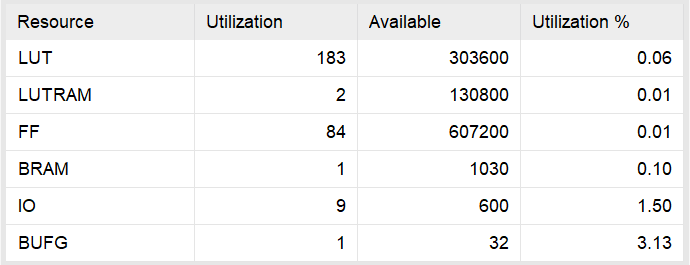 Resource Utilization Available Utilization %
LUT 183 303600 0.06
LUTRAM 2 130800 0.01
FF 84 607200 0.01
BRAM 1 1030 0.10
IO 9 600 1.50
BUFG 1 32 3.13